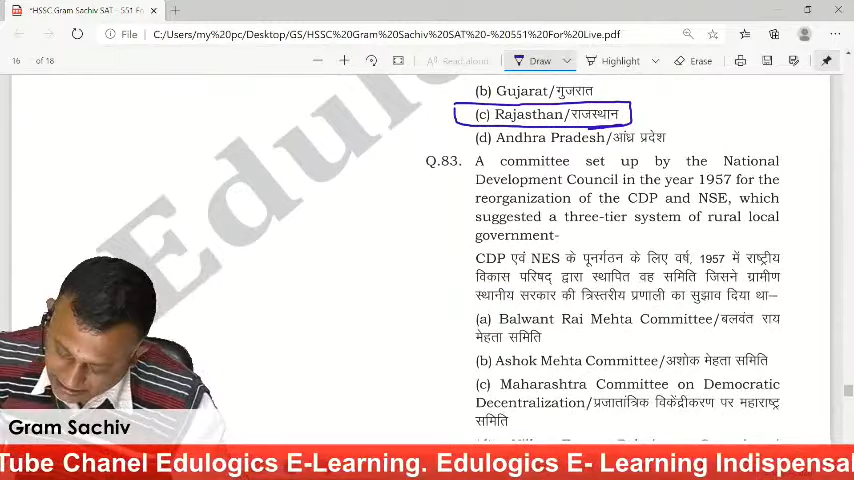 *HSSC Gram Sachiv SAT - 551 For
File
C:/Users/my%20pc/Desktop/GS/HSSC%20Gram%20Sachiv%20SAT%20-%20551%20For%20Live.pdf
16 of 18
Read aloud
Draw
Highlight
Erase
(b) Gujarat/गुजरात
(c) Rajasthan/राजस्थान
(d) Andhra Pradesh/आंध्र प्रदेश
Q.83. A committee set up by the National
Development Council in the year 1957 for the
reorganization of the CDP and NSE, which
suggested a three-tier system of rural local
government-
CDP एवं NES के पूनर्गठन के लिए वर्ष, 1957 में राष्ट्रीय
विकास परिषद् द्वारा स्थापित वह समिति जिसने ग्रामीण
स्थानीय सरकार की त्रिस्तरीय प्रणाली का सुझाव दिया था–
(a) Balwant Rai Mehta Committee/बलवंत राय
मेहता समिति
(b) Ashok Mehta Committee/अशोक मेहता समिति
(c) Maharashtra Committee on Democratic
Decentralization/प्रजातांत्रिक विकेंद्रीकरण पर महाराष्ट्र
समिति
Gram Sachiv
Tube Chanel Edulogics E-Learning. Edulogics E- Learning Indispensal